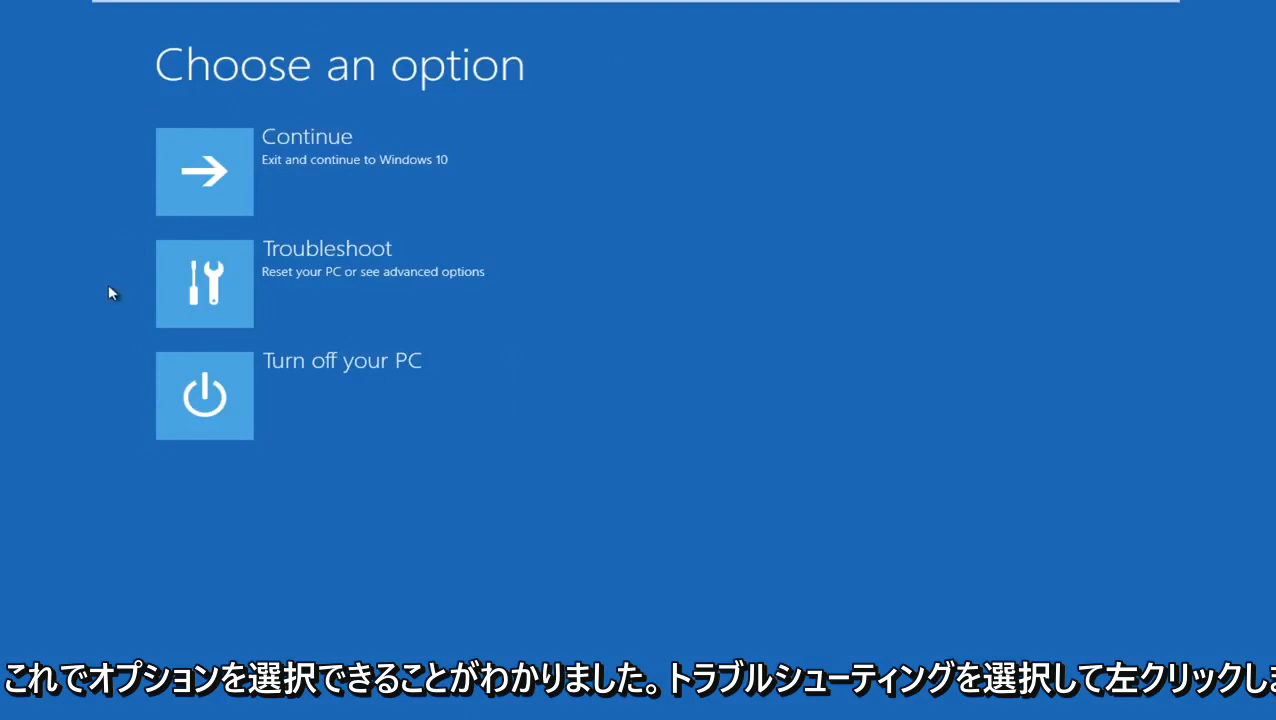 Choose an option
Continue
Exit and continue to Windows 10
Troubleshoot
Reset your PC or see advanced options
Turn off your PC
これでオプションを選択できることがわかりました。トラブルシューティングを選択して左クリックしま